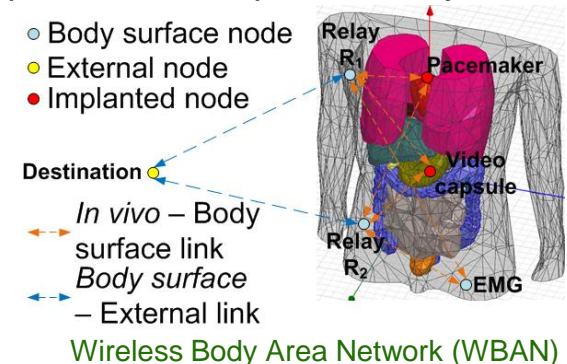 Body surface node
External node
Implanted node
Destination
In vivo – Body
surface link
Body surface
– External link
Relay
R1
Pacemaker
Video
capsule
Relay
R2
EMG
Wireless Body Area Network (WBAN)